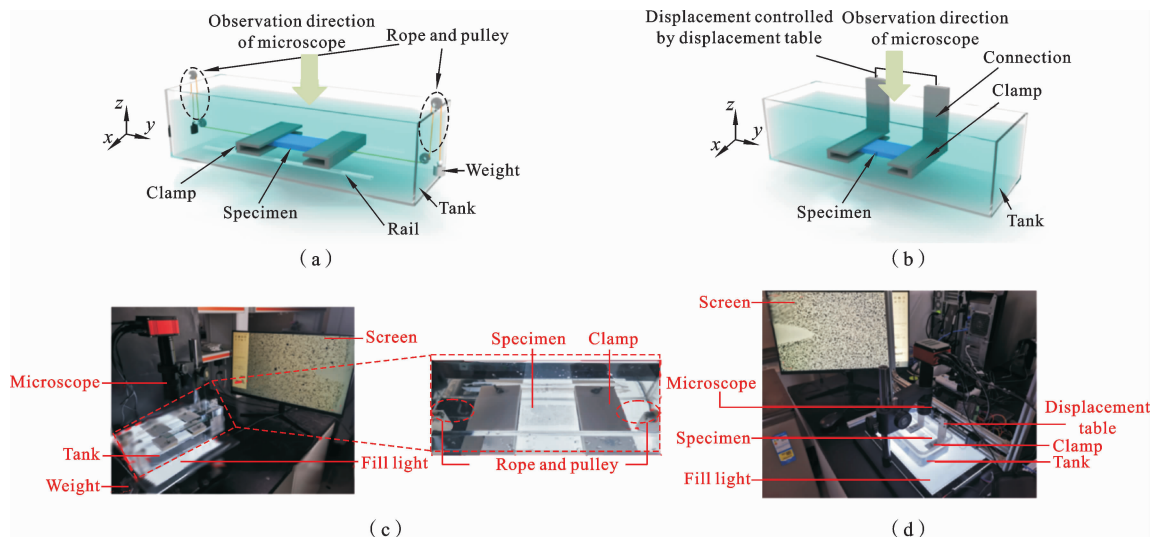 Observation direction
of microscope
Rope and pulley
z
y
x
Clamp
Specimen
Rail
Tank
Weight
(a)
Displacement controlled
by displacement table
Observation direction
of microscope
Connection
Clamp
z
y
x
Specimen
Tank
(b)
Screen
Microscope
Tank
Weight
Fill light
Specimen
Clamp
Rope and pulley
(c)
Screen
Microscope
Displacement
table
Specimen
Clamp
Tank
Fill light
(d)